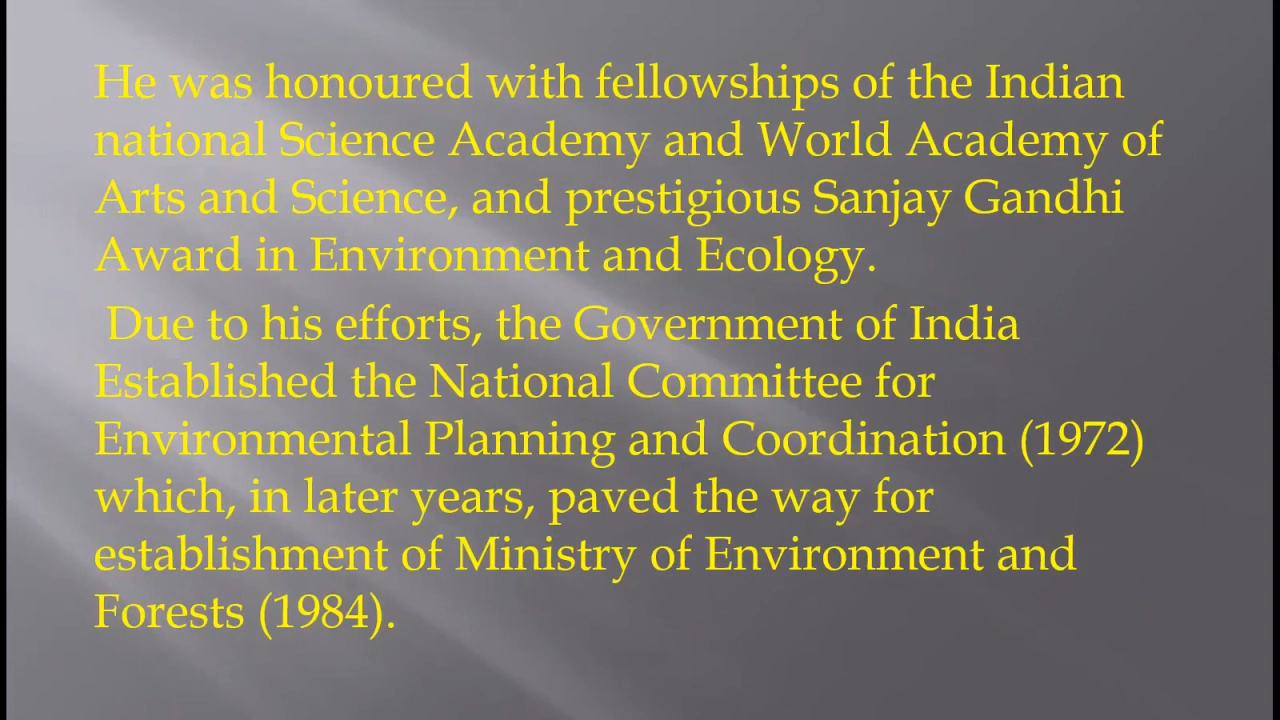 He was honoured with fellowships of the Indian
national Science Academy and World Academy of
Arts and Science, and prestigious Sanjay Gandhi
Award in Environment and Ecology.
Due to his efforts, the Government of India
Established the National Committee for
Environmental Planning and Coordination (1972)
which, in later years, paved the way for
establishment of Ministry of Environment and
Forests (1984).